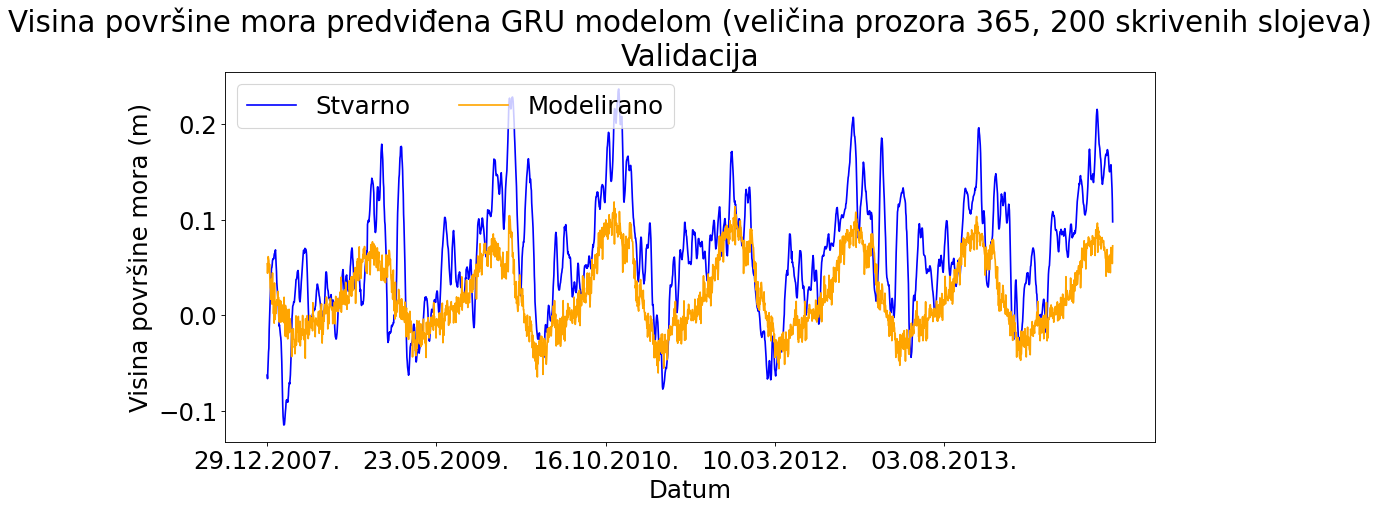 Visina površine mora predviđena GRU modelom (veličina prozora 365, 200 skrivenih slojeva)
Validacija
Stvarno
Modelirano
Visina površine mora (m)
0.2
0.1
0.0
−0.1
29.12.2007.
23.05.2009.
16.10.2010.
10.03.2012.
03.08.2013.
Datum